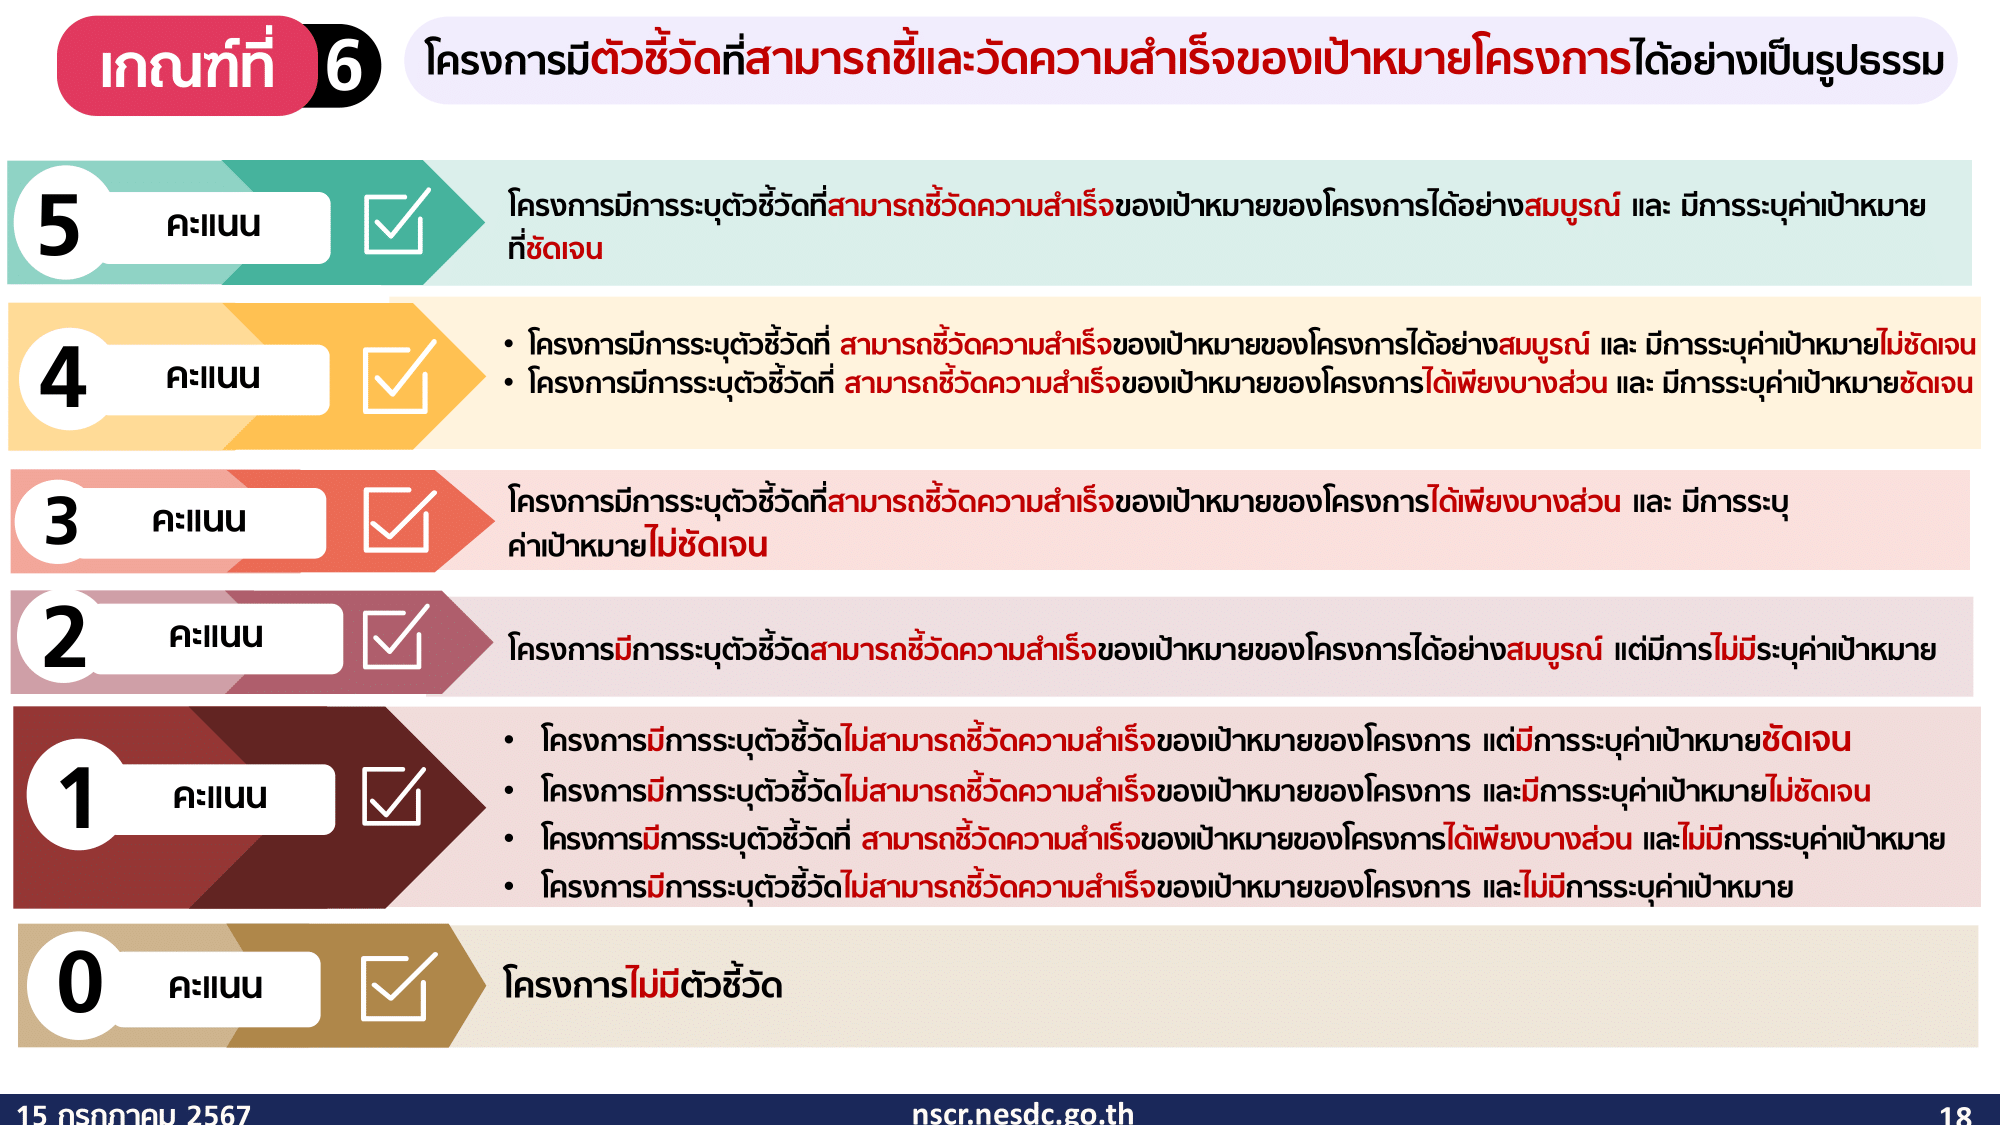 เกณฑ์ที่ 6
โครงการมีตัวชี้วัดที่สามารถชี้และวัดความสำเร็จของเป้าหมายโครงการได้อย่างเป็นรูปธรรม
5 คะแนน
โครงการมีการระบุตัวชี้วัดที่สามารถชี้วัดความสำเร็จของเป้าหมายของโครงการได้อย่างสมบูรณ์ และ มีการระบุค่าเป้าหมาย
ที่ชัดเจน
4 คะแนน
• โครงการมีการระบุตัวชี้วัดที่ สามารถชี้วัดความสำเร็จของเป้าหมายของโครงการได้อย่างสมบูรณ์ และ มีการระบุค่าเป้าหมายไม่ชัดเจน
• โครงการมีการระบุตัวชี้วัดที่ สามารถชี้วัดความสำเร็จของเป้าหมายของโครงการได้เพียงบางส่วน และ มีการระบุค่าเป้าหมายชัดเจน
3 คะแนน
โครงการมีการระบุตัวชี้วัดที่สามารถชี้วัดความสำเร็จของเป้าหมายของโครงการได้เพียงบางส่วน และ มีการระบุ
ค่าเป้าหมายไม่ชัดเจน
2 คะแนน
โครงการมีการระบุตัวชี้วัดสามารถชี้วัดความสำเร็จของเป้าหมายของโครงการได้อย่างสมบูรณ์ แต่มีการไม่มีระบุค่าเป้าหมาย
1 คะแนน
• โครงการมีการระบุตัวชี้วัดไม่สามารถชี้วัดความสำเร็จของเป้าหมายของโครงการ แต่มีการระบุค่าเป้าหมายชัดเจน
• โครงการมีการระบุตัวชี้วัดไม่สามารถชี้วัดความสำเร็จของเป้าหมายของโครงการ และมีการระบุค่าเป้าหมายไม่ชัดเจน
• โครงการมีการระบุตัวชี้วัดที่ สามารถชี้วัดความสำเร็จของเป้าหมายของโครงการได้เพียงบางส่วน และไม่มีการระบุค่าเป้าหมาย
• โครงการมีการระบุตัวชี้วัดไม่สามารถชี้วัดความสำเร็จของเป้าหมายของโครงการ และไม่มีการระบุค่าเป้าหมาย
0 คะแนน
โครงการไม่มีตัวชี้วัด
15 กรกฎาคม 2567
nscr.nesdc.go.th
18